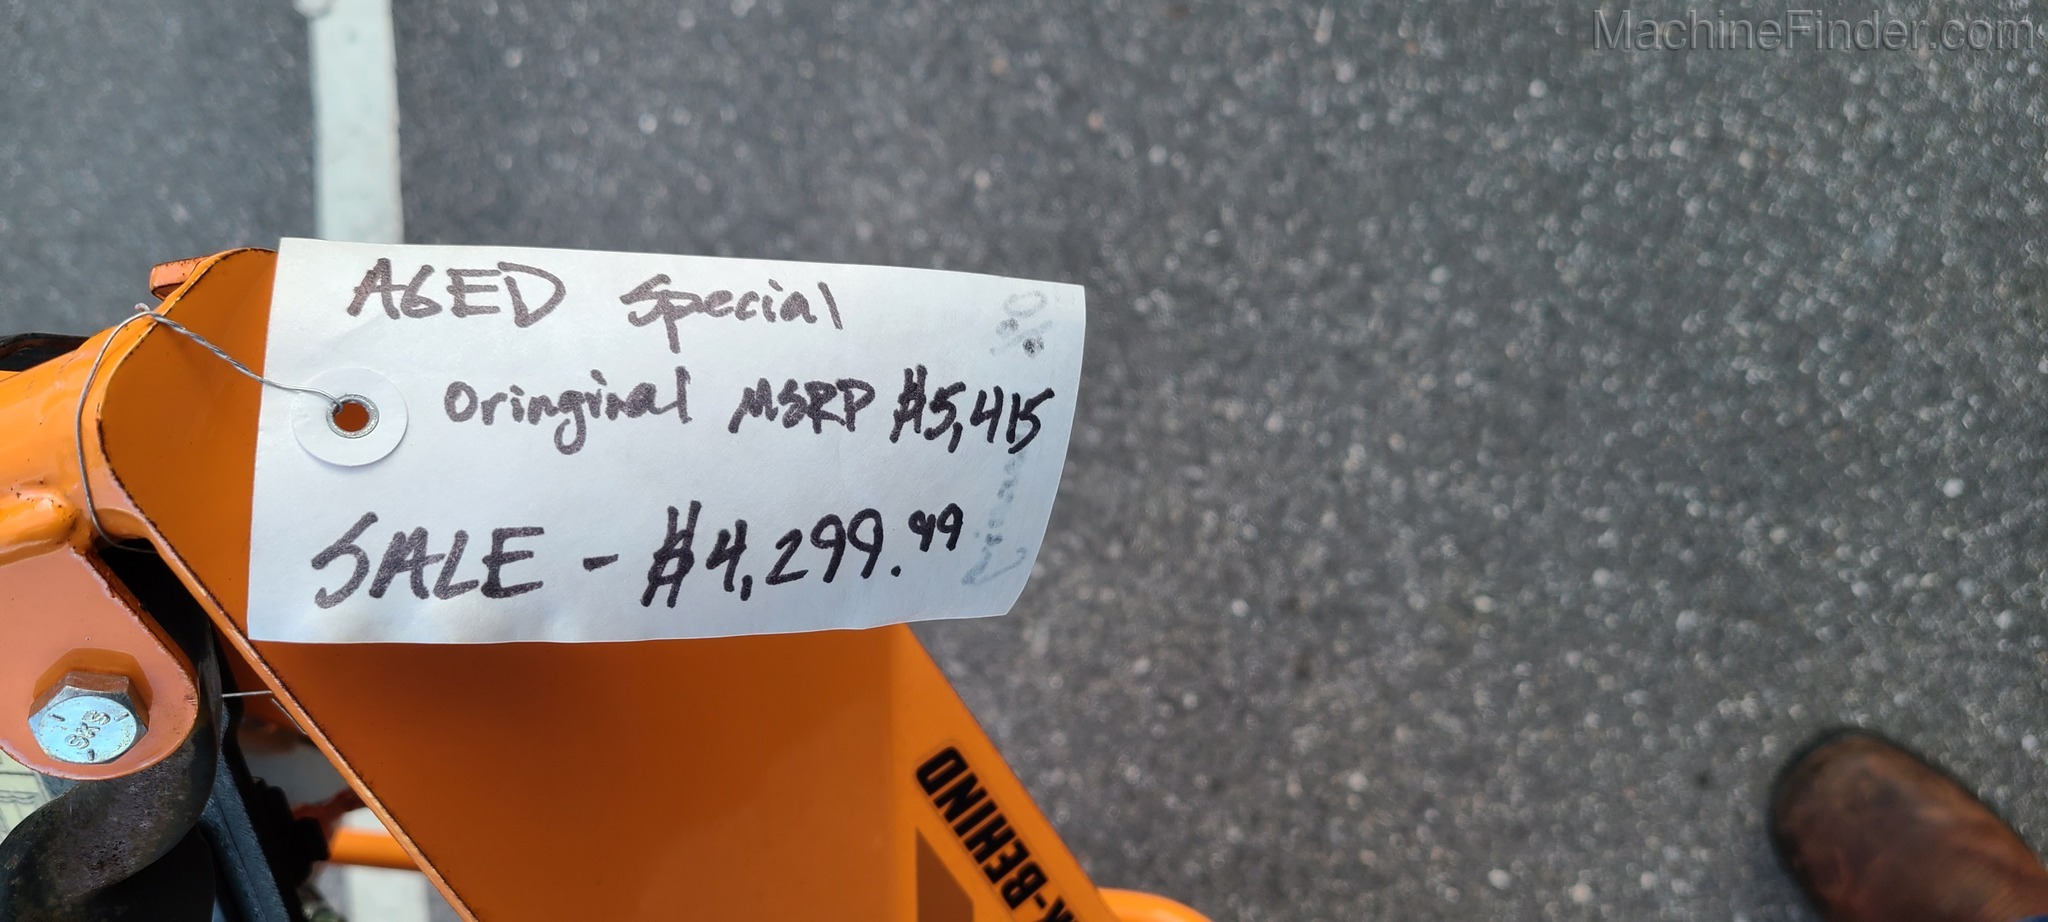 MachineFinder.com
AGED Special
Oringinal MSRP $5,415
SALE - $4,299.99
K-BEHIND